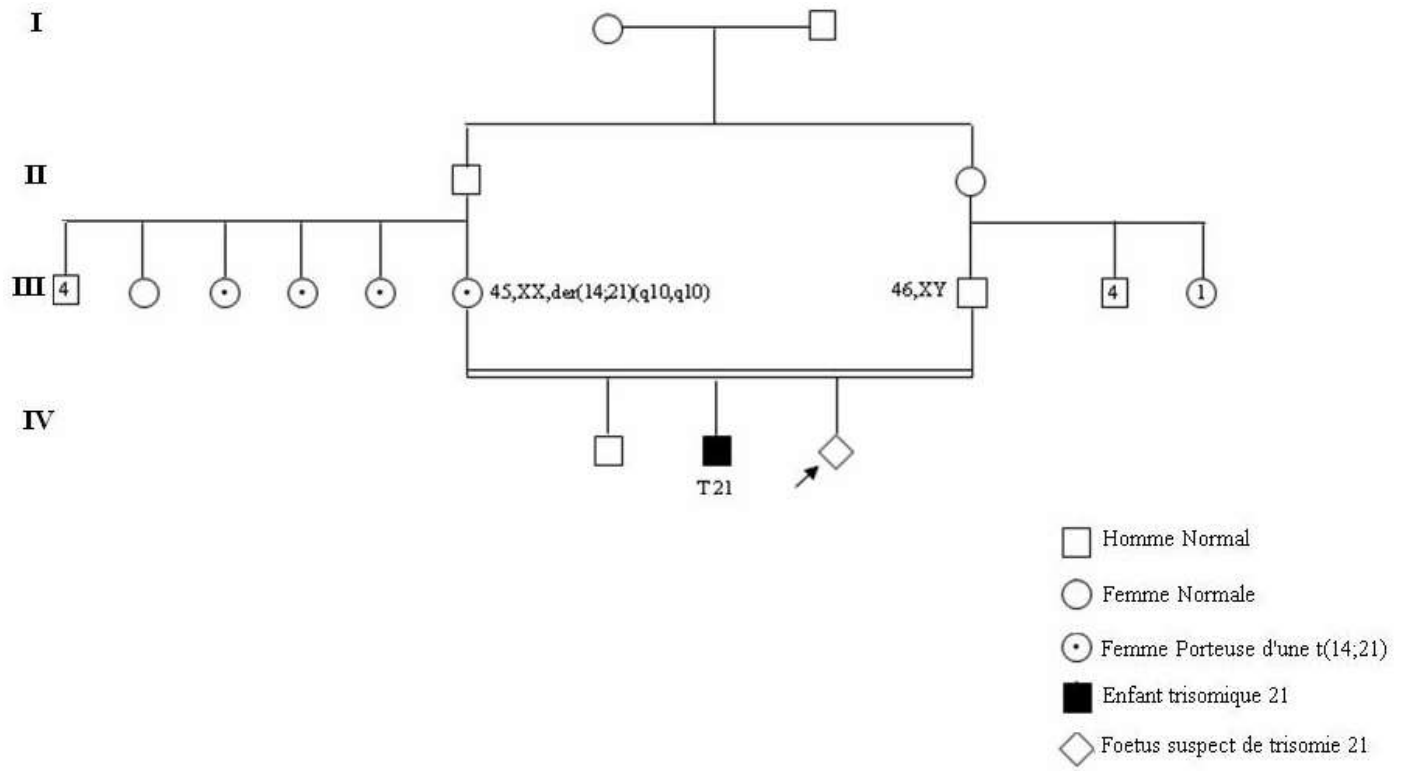 I
II
III
4
45,XX,der(14;21)(q10,q10)
46,XY
4
1
IV
T21
Homme Normal
Femme Normale
Femme Porteuse d'une t(14;21)
Enfant trisomique 21
Foetus suspect de trisomie 21